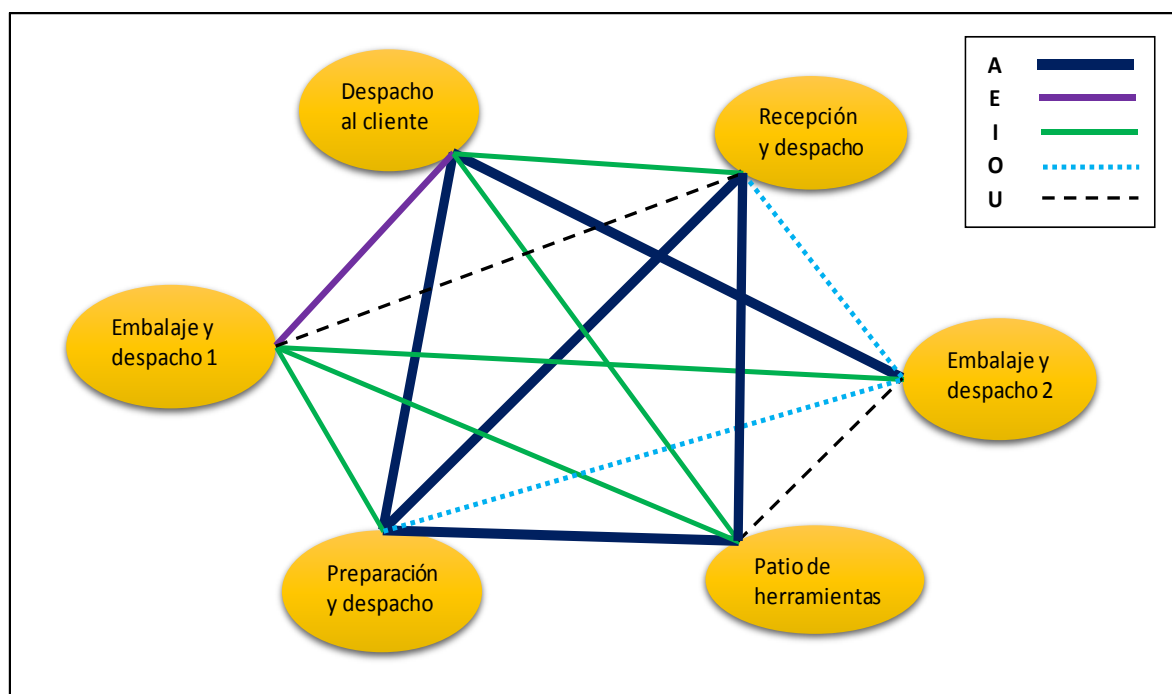 Despacho
al cliente
Recepción
y despacho
A
E
I
O
U
Embalaje y
despacho 1
Embalaje y
despacho 2
Preparación
y despacho
Patio de
herramientas